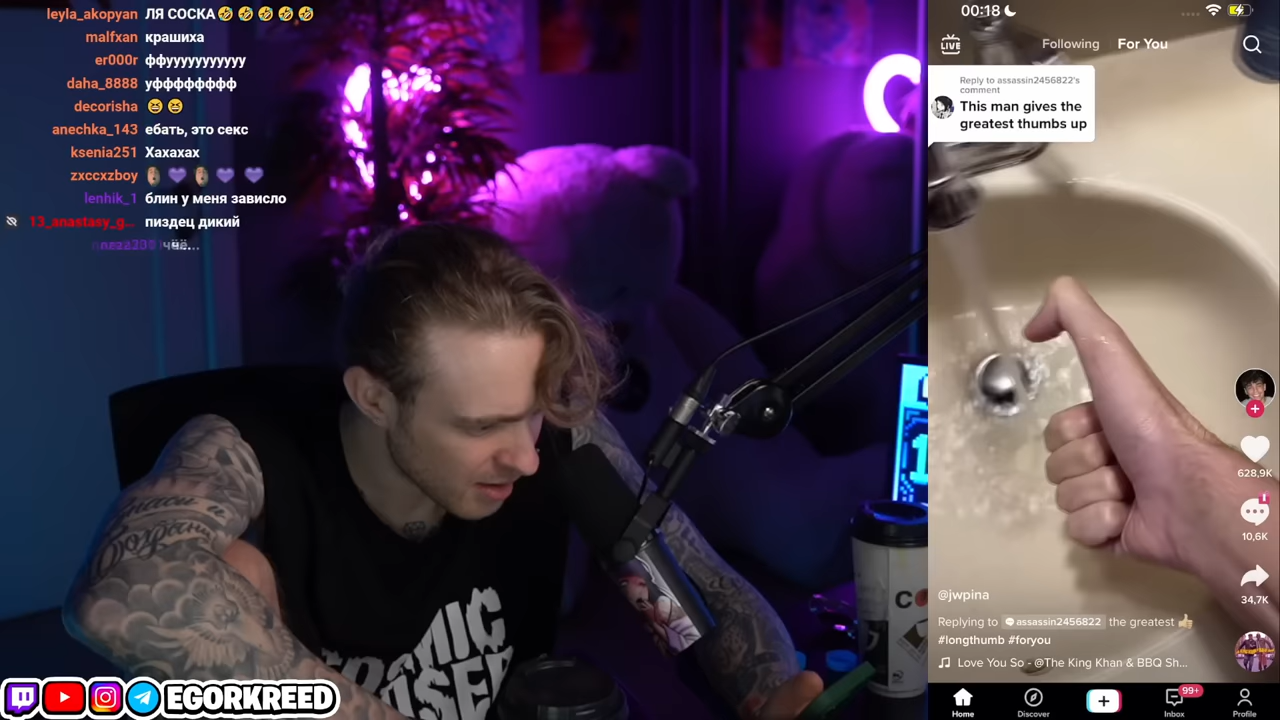 leyla_akopyan ЛЯ СОСКА🤣🤣🤣🤣🤣
malfxan крашиха
er000r ффууууууууууу
daha_8888 уфффффффф
decorisha 😆😆
anechka_143 ебать, это секс
ksenia251 Хахахах
zxccxzboy
lenhik_1 блин у меня зависло
13_anastasy_g... пиздец дикий
EGORKREED
00:18
LIVE
Following For You
Reply to assassin2456822's
comment
This man gives the
greatest thumbs up
628,9K
10,6K
34,7K
@jwpina
Replying to assassin2456822 the greatest 👍🏼
#longthumb #foryou
Love You So - @The King Khan & BBQ Sh...
99+
Home Discover Inbox Profile